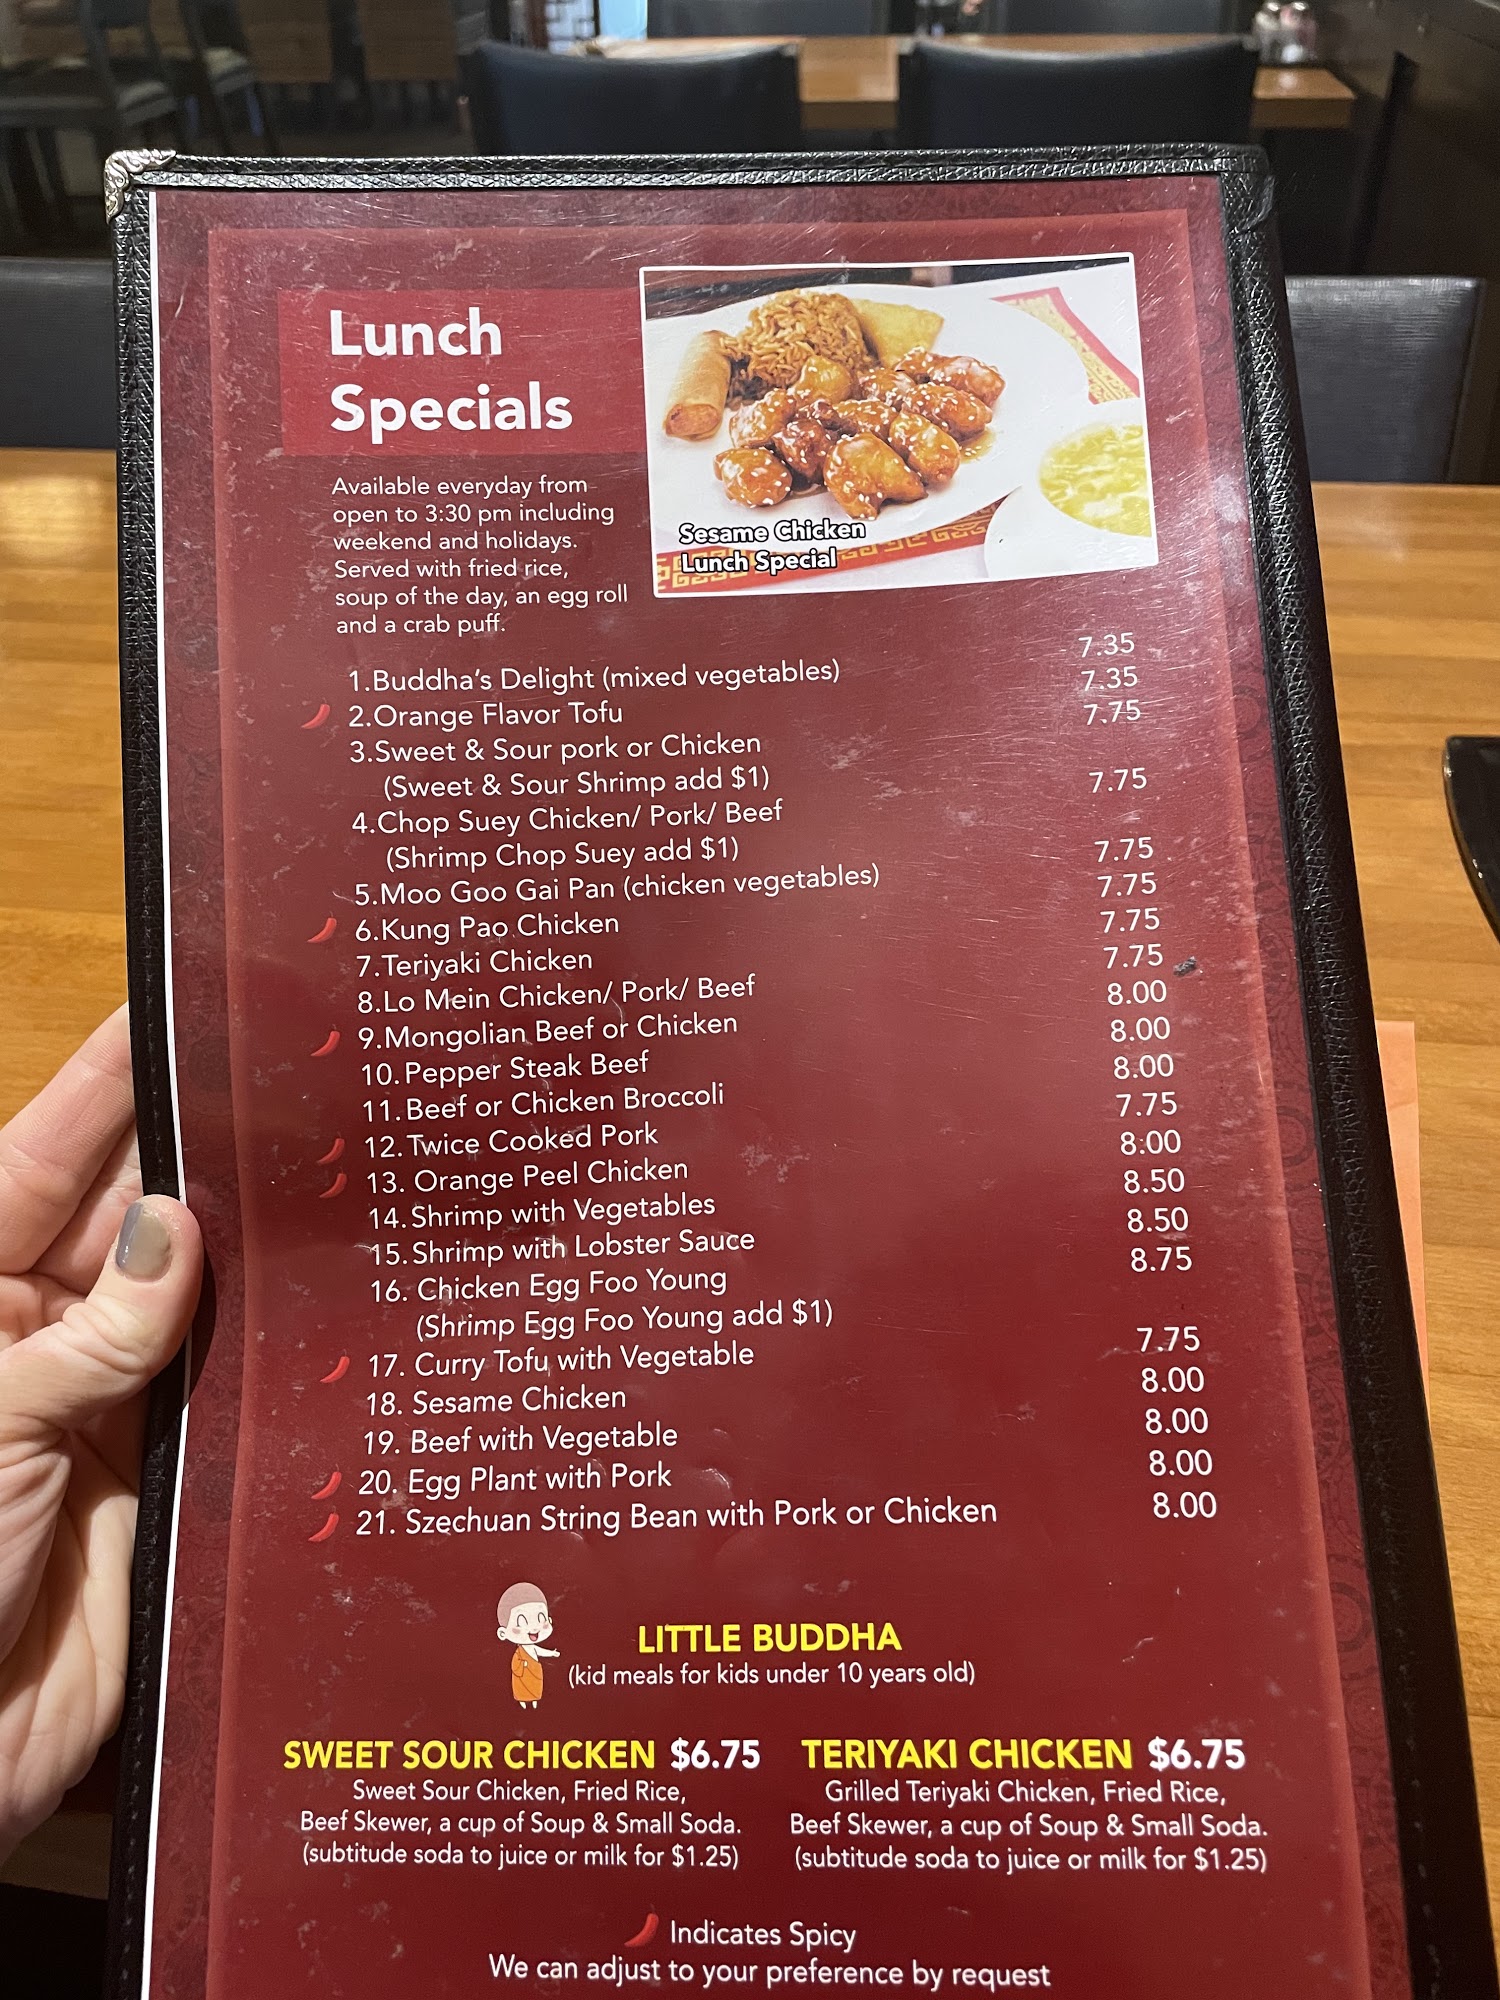 Lunch
Specials
Available everyday from
open to 3:30 pm including
weekend and holidays.
Served with fried rice,
soup of the day, an egg roll
and a crab puff.
Sesame Chicken
Lunch Special
1.Buddha's Delight (mixed vegetables) 7.35
2.Orange Flavor Tofu 7.35
3.Sweet & Sour pork or Chicken 7.75
(Sweet & Sour Shrimp add $1)
4.Chop Suey Chicken/ Pork/ Beef 7.75
(Shrimp Chop Suey add $1)
5.Moo Goo Gai Pan (chicken vegetables) 7.75
6.Kung Pao Chicken 7.75
7.Teriyaki Chicken 7.75
8.Lo Mein Chicken/ Pork/ Beef 7.75
9.Mongolian Beef or Chicken 8.00
10.Pepper Steak Beef 8.00
11.Beef or Chicken Broccoli 8.00
12.Twice Cooked Pork 7.75
13. Orange Peel Chicken 8:00
14.Shrimp with Vegetables 8.50
15.Shrimp with Lobster Sauce 8.50
16. Chicken Egg Foo Young 8.75
(Shrimp Egg Foo Young add $1)
17. Curry Tofu with Vegetable 7.75
18. Sesame Chicken 8.00
19. Beef with Vegetable 8.00
20. Egg Plant with Pork 8.00
21. Szechuan String Bean with Pork or Chicken 8.00
LITTLE BUDDHA
(kid meals for kids under 10 years old)
SWEET SOUR CHICKEN $6.75
Sweet Sour Chicken, Fried Rice,
Beef Skewer, a cup of Soup & Small Soda.
(subtitude soda to juice or milk for $1.25)
TERIYAKI CHICKEN $6.75
Grilled Teriyaki Chicken, Fried Rice,
Beef Skewer, a cup of Soup & Small Soda.
(subtitude soda to juice or milk for $1.25)
Indicates Spicy
We can adjust to your preference by request